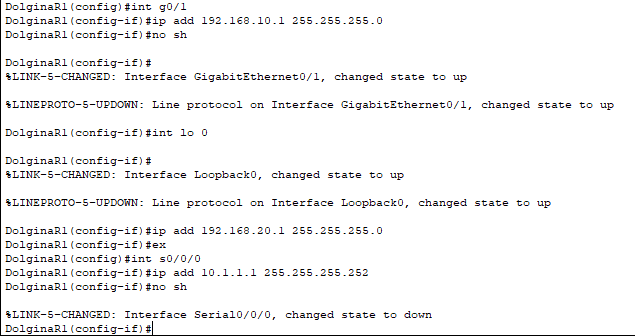 DolginaR1(config)#int g0/1
DolginaR1(config-if)#ip add 192.168.10.1 255.255.255.0
DolginaR1(config-if)#no sh
DolginaR1(config-if)#
%LINK-5-CHANGED: Interface GigabitEthernet0/1, changed state to up
%LINEPROTO-5-UPDOWN: Line protocol on Interface GigabitEthernet0/1, changed state to up
DolginaR1(config-if)#int lo 0
DolginaR1(config-if)#
%LINK-5-CHANGED: Interface Loopback0, changed state to up
%LINEPROTO-5-UPDOWN: Line protocol on Interface Loopback0, changed state to up
DolginaR1(config-if)#ip add 192.168.20.1 255.255.255.0
DolginaR1(config-if)#ex
DolginaR1(config)#int s0/0/0
DolginaR1(config-if)#ip add 10.1.1.1 255.255.255.252
DolginaR1(config-if)#no sh
%LINK-5-CHANGED: Interface Serial0/0/0, changed state to down
DolginaR1(config-if)#